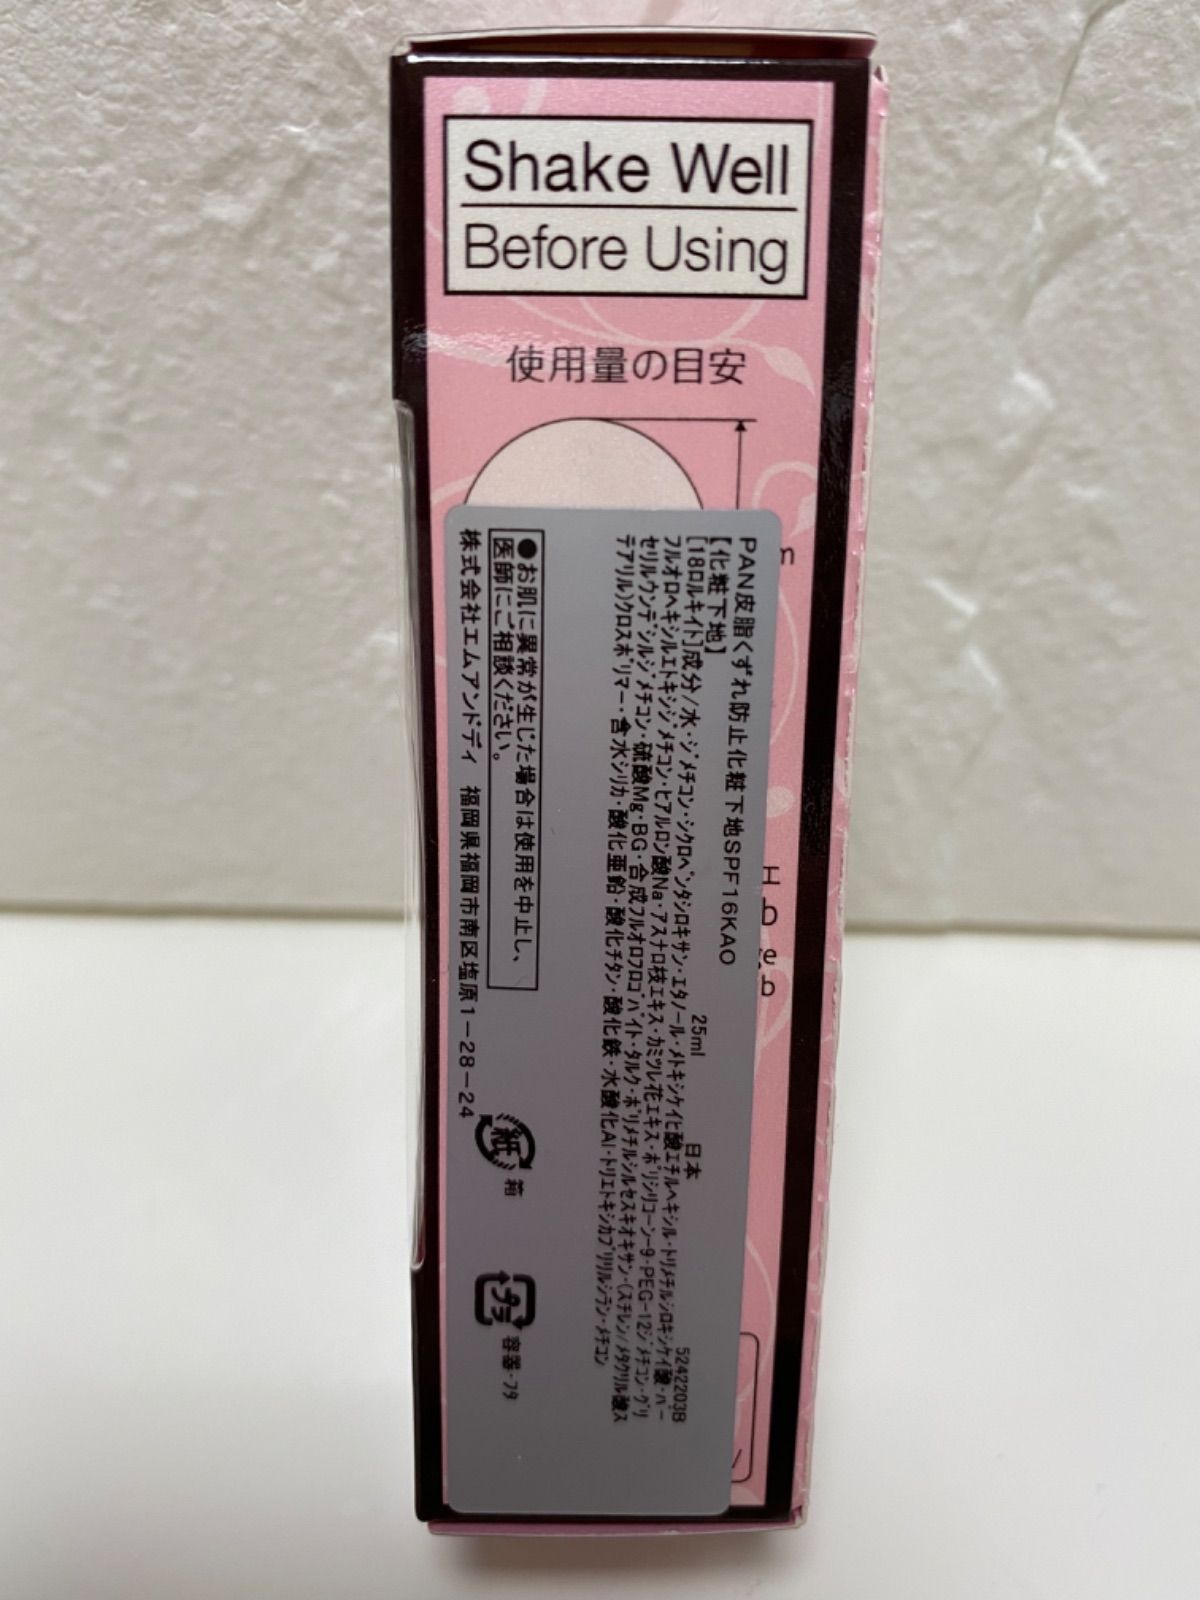 Shake Well
Before Using
使用量の目安
PAN皮脂くずれ防止化粧下地SPF16KAO
【化粧下地】 25ml 日本 5242203B
[18ロルキイト]成分/水・ジメチコン・シクロペンタシロキサン・エタノール・メトキシケイヒ酸エチルヘキシル・トリメチルシロキシケイ酸・パー
フルオロヘキシルエトキシジメチコン・ヒアルロン酸Na・アスナロ枝エキス・カミツレ花エキス・ポリシリコーン-9・PEG-12ジメチコン・グリ
セリルウンデシルジメチコン・硫酸Mg・BG・合成フルオロフロゴパイト・タルク・ポリメチルシルセスキオキサン・(スチレン/メタクリル酸ス
テアリル)クロスポリマー・含水シリカ・酸化亜鉛・酸化チタン・酸化鉄・水酸化Al・トリエトキシカプリリルシラン・メチコン
●お肌に異常が生じた場合は使用を中止し、
医師にご相談ください。
株式会社エムアンドディ 福岡県福岡市南区塩原1-28-24
紙 箱
プラ 容器・フタ